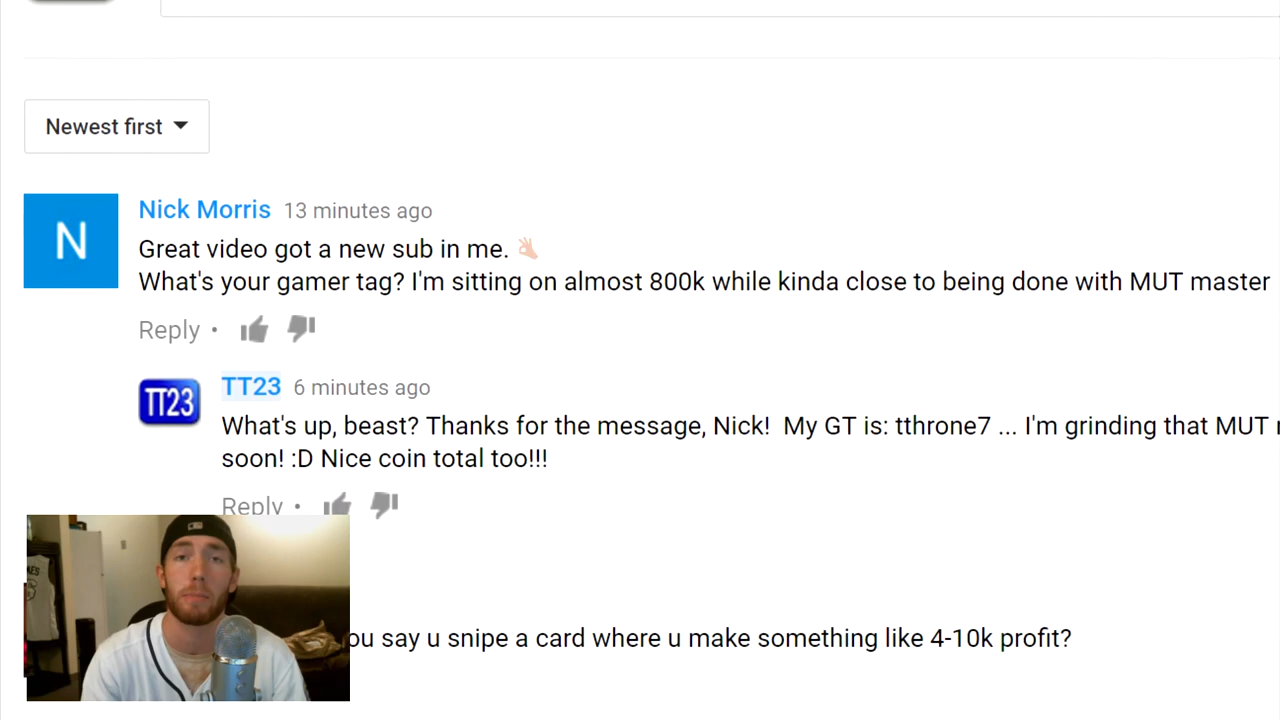 Newest first
N
Nick Morris 13 minutes ago
Great video got a new sub in me.
What's your gamer tag? I'm sitting on almost 800k while kinda close to being done with MUT master
Reply •
TT23
TT23 6 minutes ago
What's up, beast? Thanks for the message, Nick! My GT is: tthrone7 ... I'm grinding that MUT
soon! :D Nice coin total too!!!
Reply •
say u snipe a card where u make something like 4-10k profit?